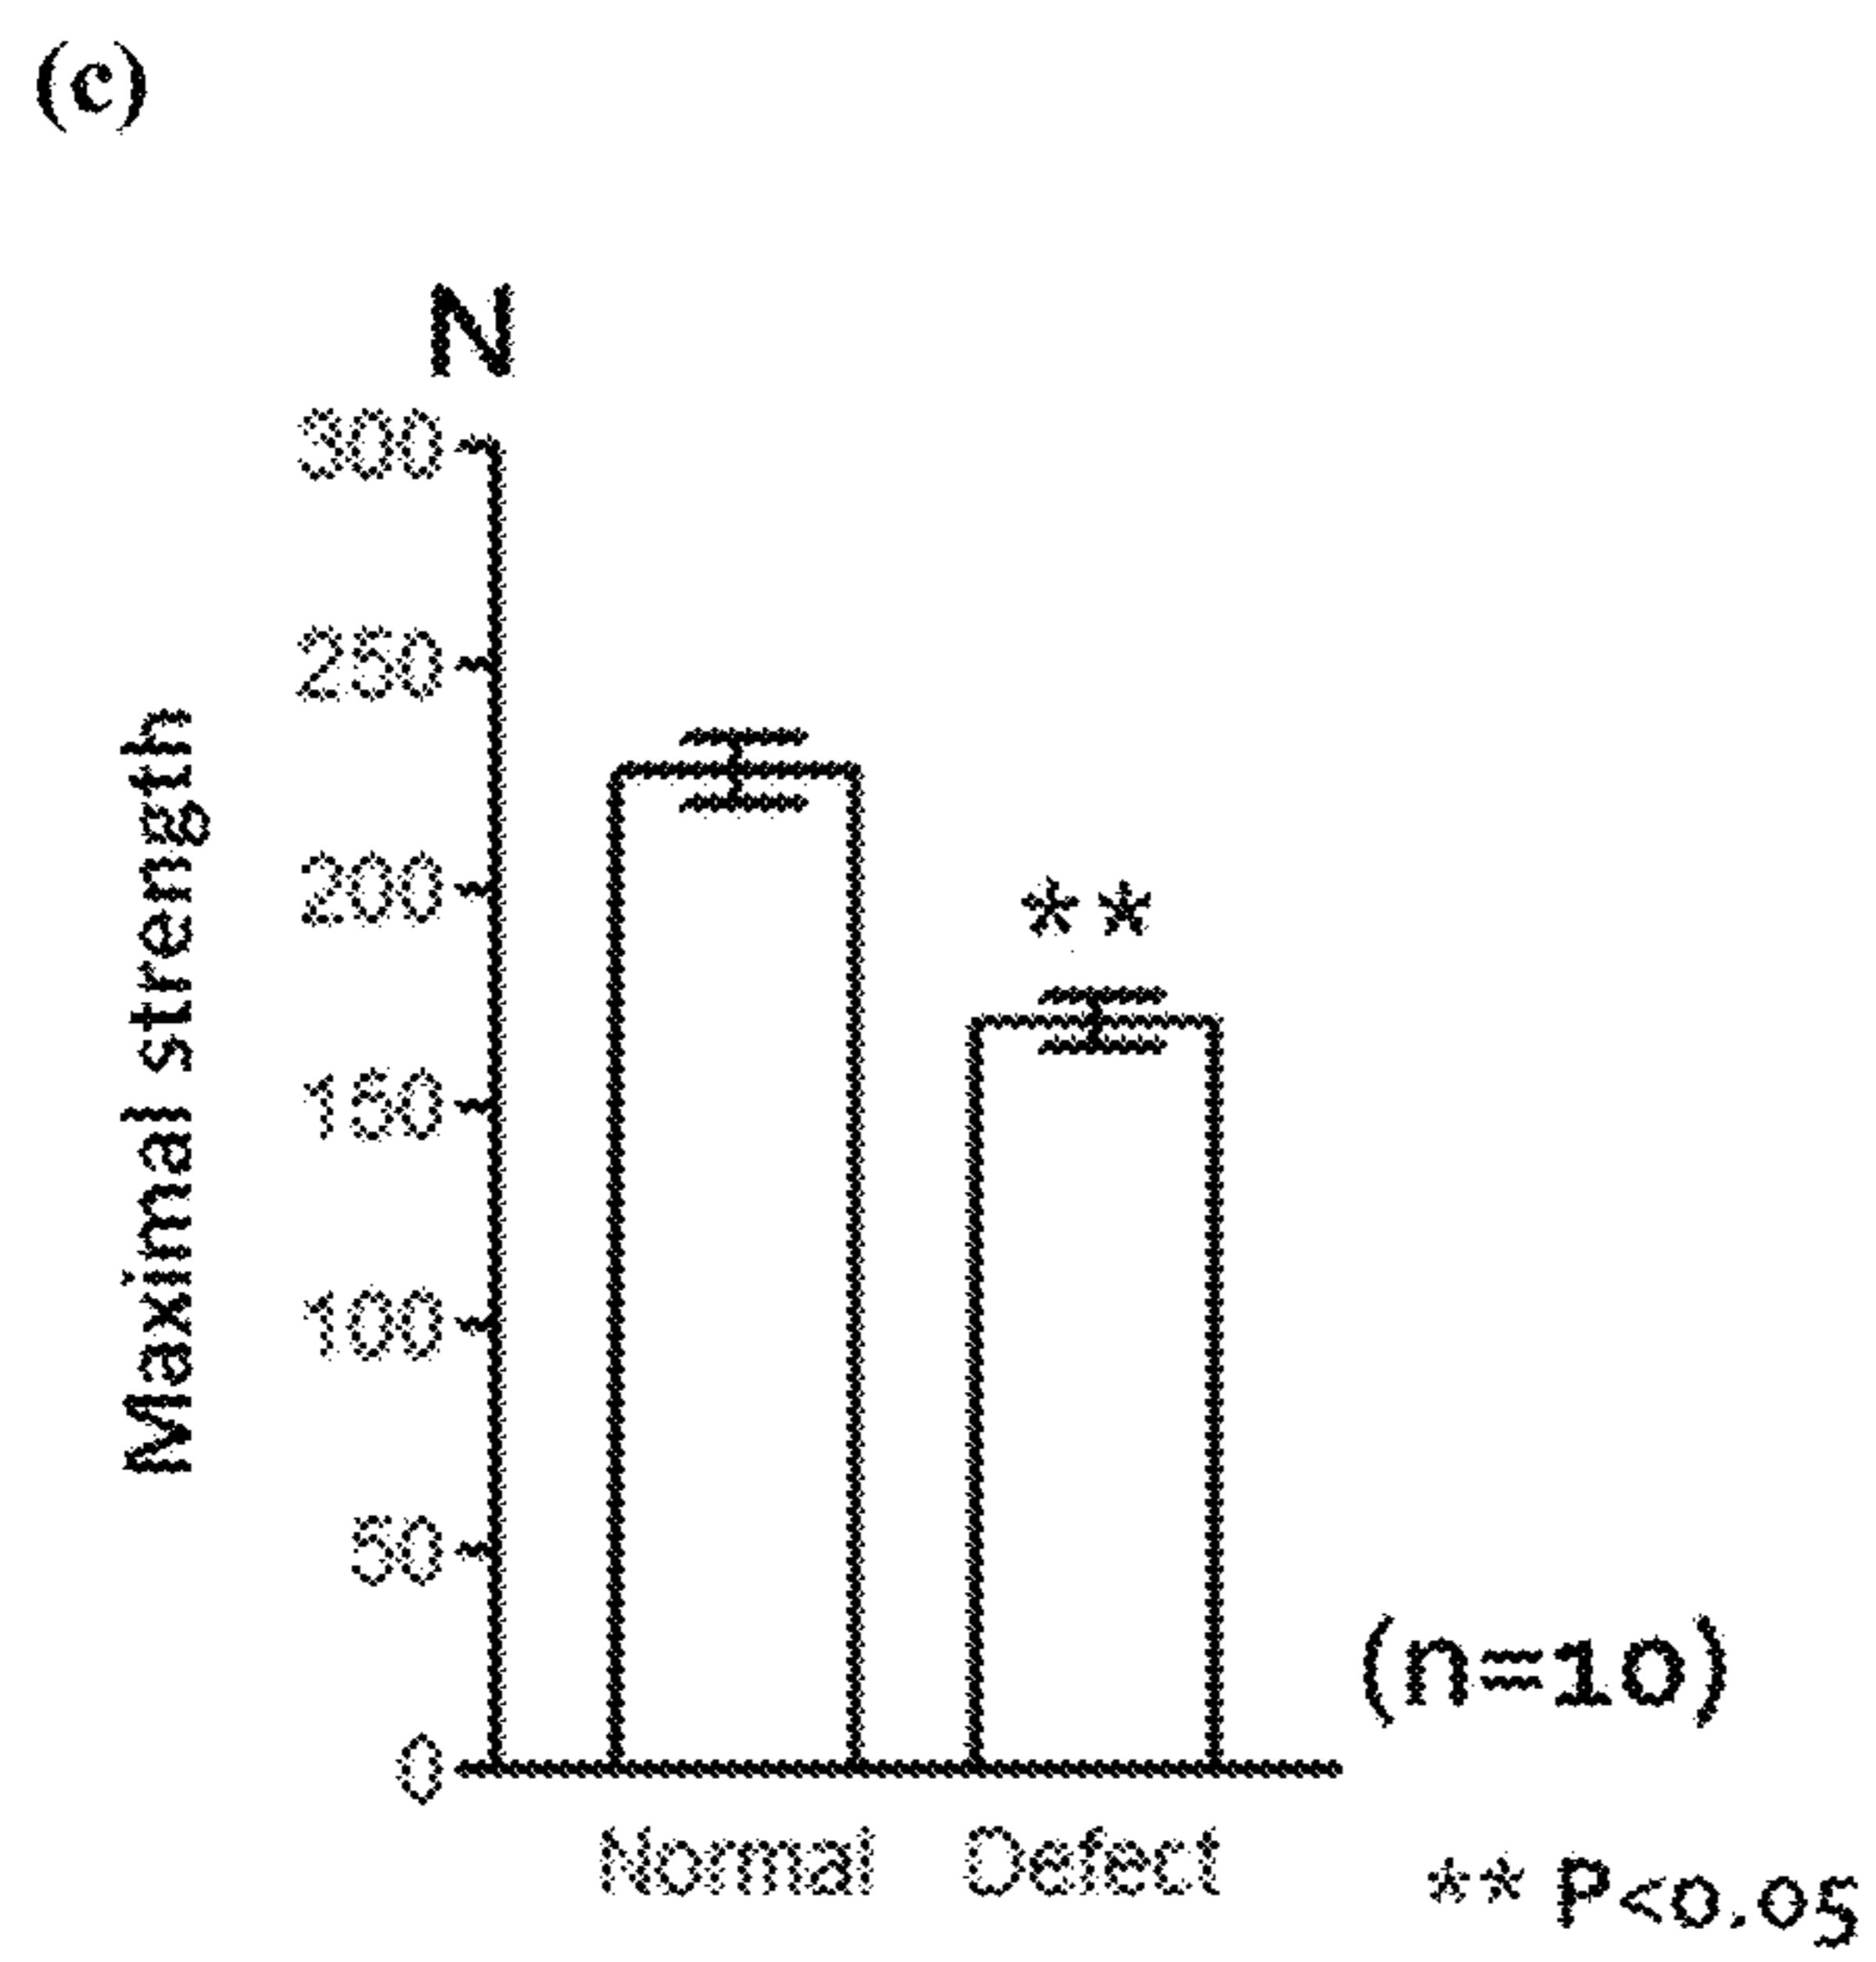 (c)
N
300
250
200
150
100
50
0
Maximal strength
**
(n=10)
Normal
Defect
** P<0.05